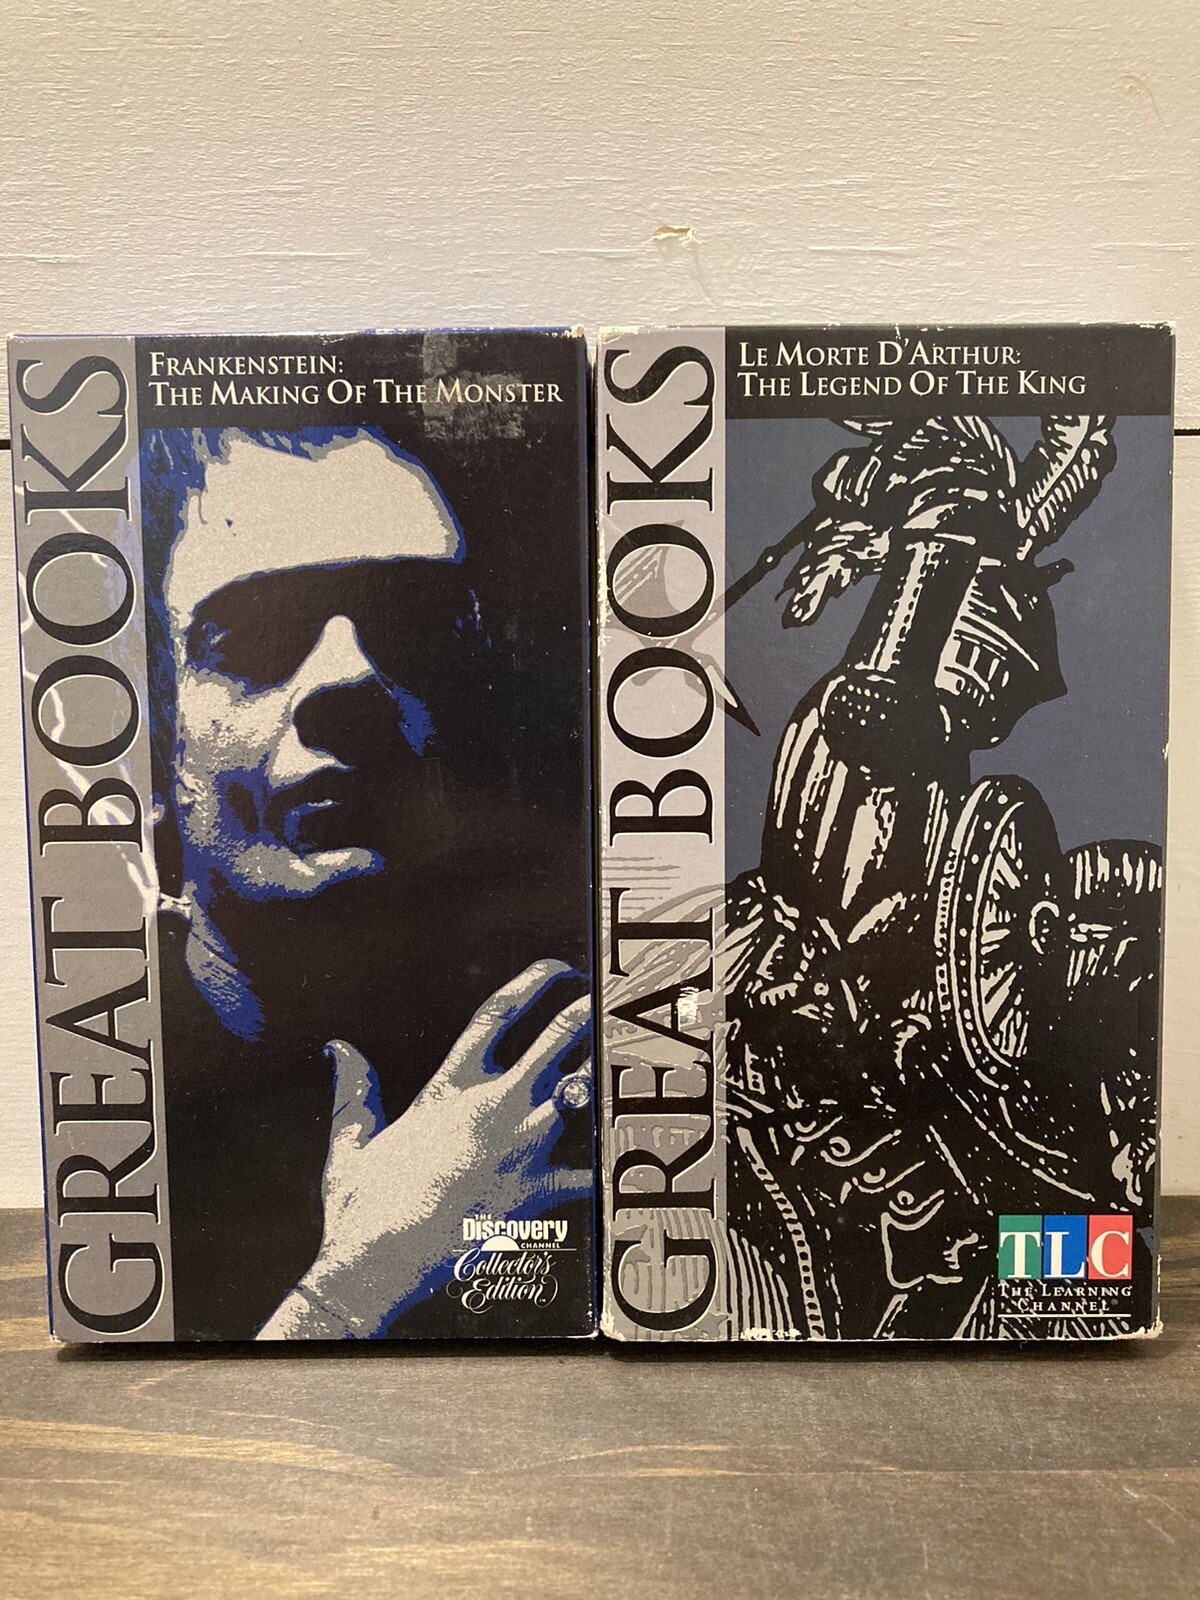 GREAT BOOKS
FRANKENSTEIN:
THE MAKING OF THE MONSTER
THE
Discovery
CHANNEL
Collector's
Edition
GREAT BOOKS
LE MORTE D'ARTHUR:
THE LEGEND OF THE KING
TLC
THE LEARNING
CHANNEL